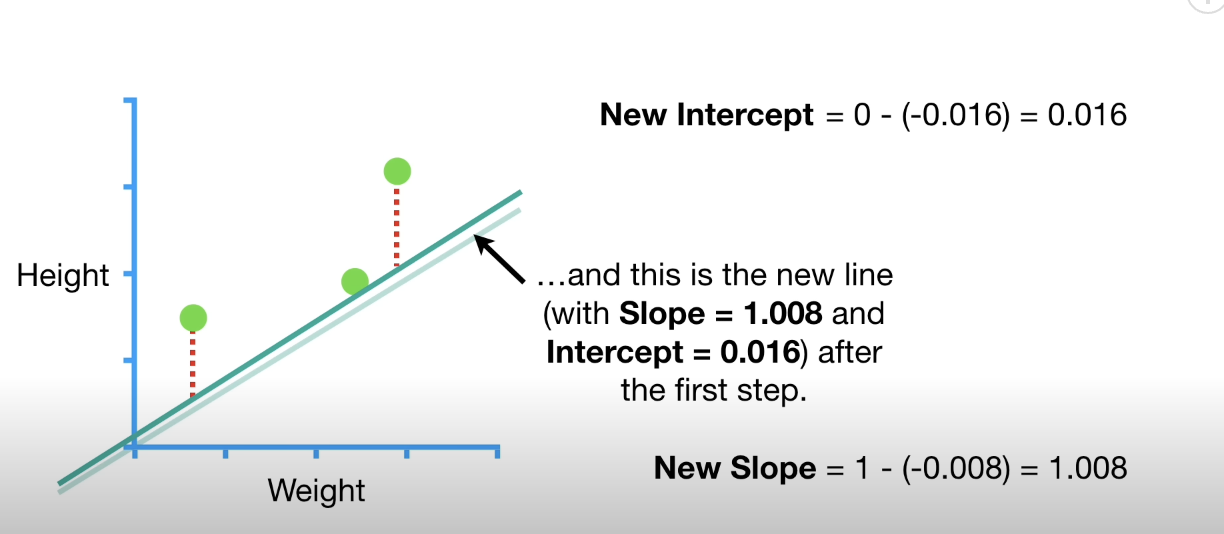 New Intercept = 0 - (-0.016) = 0.016
Height
…and this is the new line
(with Slope = 1.008 and
Intercept = 0.016) after
the first step.
New Slope = 1 - (-0.008) = 1.008
Weight